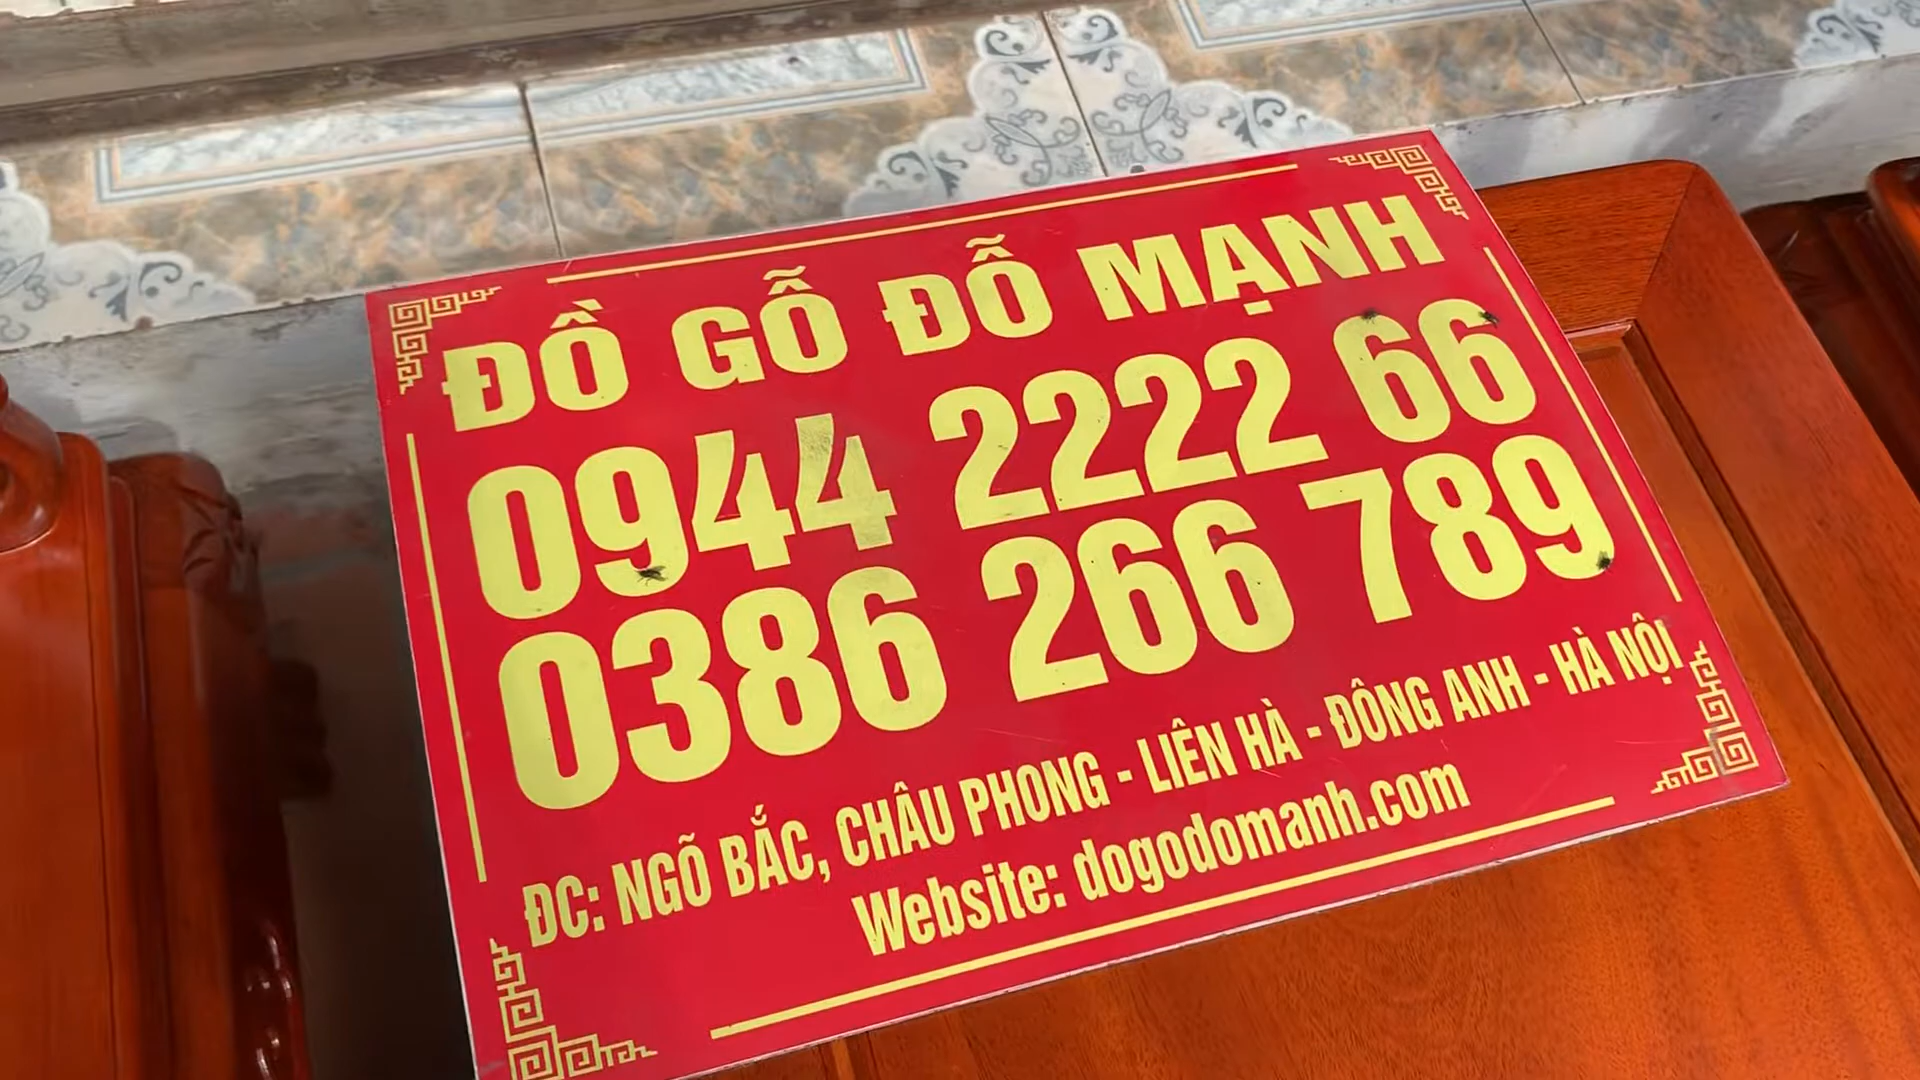 ĐỒ GỖ ĐỖ MẠNH
0944 2222 66
0386 266 789
ĐC: NGÕ BẮC, CHÂU PHONG - LIÊN HÀ - ĐÔNG ANH - HÀ NỘI
Website: dogodomanh.com